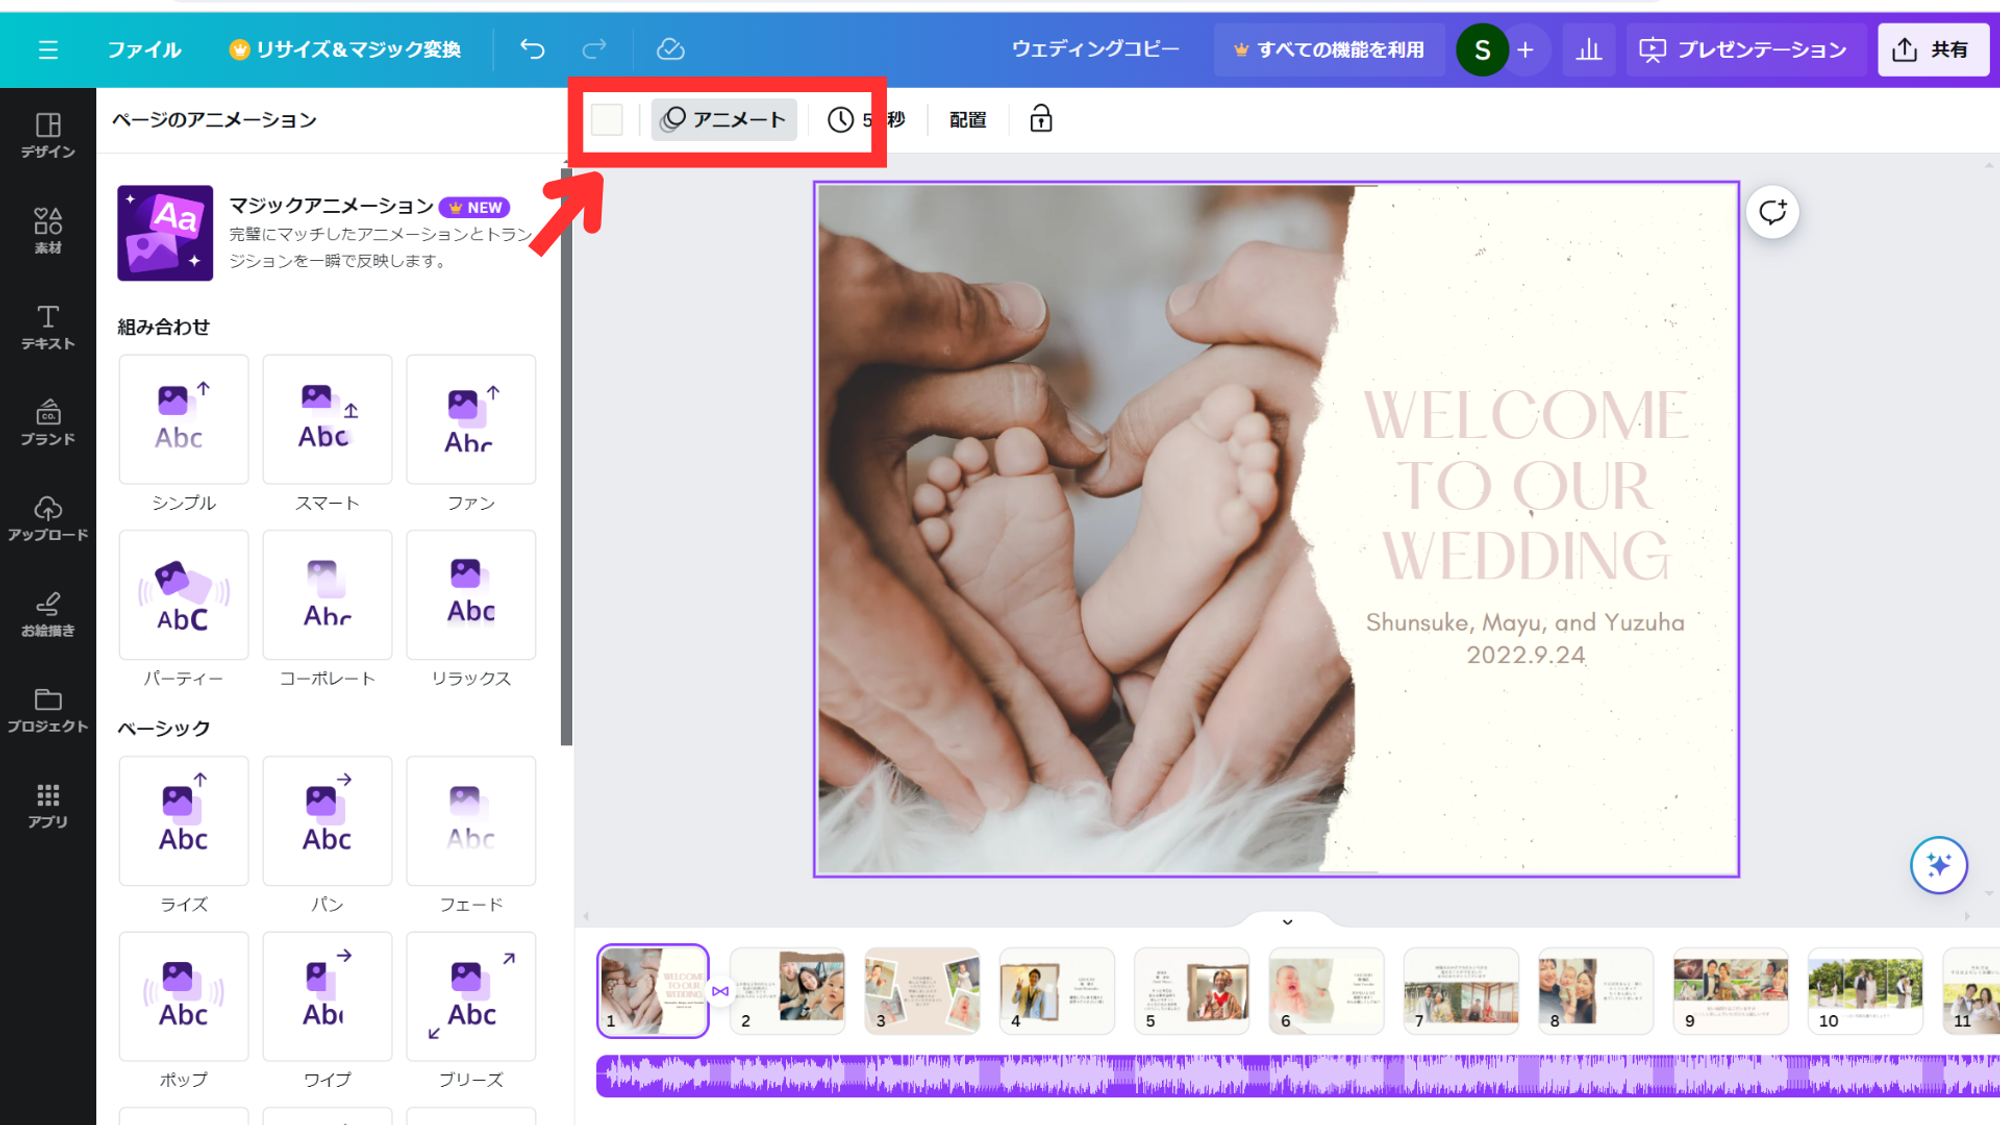 ファイル
リサイズ&マジック変換
ウェディングコピー
すべての機能を利用
S
+
プレゼンテーション
共有
デザイン
素材
テキスト
CO.
ブランド
アップロード
お絵描き
プロジェクト
アプリ
ページのアニメーション
Aa
マジックアニメーション
NEW
完璧にマッチしたアニメーションとトラン
ジションを一瞬で反映します。
組み合わせ
Abc
シンプル
Abc
スマート
Abc
ファン
AbC
パーティー
Abc
コーポレート
Abc
リラックス
ベーシック
Abc
ライズ
Abc
パン
Abc
フェード
Abc
ポップ
Abc
ワイプ
Abc
ブリーズ
アニメート
5 秒
配置
WELCOME
TO OUR
WEDDING
Shunsuke, Mayu, and Yuzuha
2022.9.24
WELCOME
TO OUR
WEDDING
1
2
3
4
5
6
7
8
9
10
11